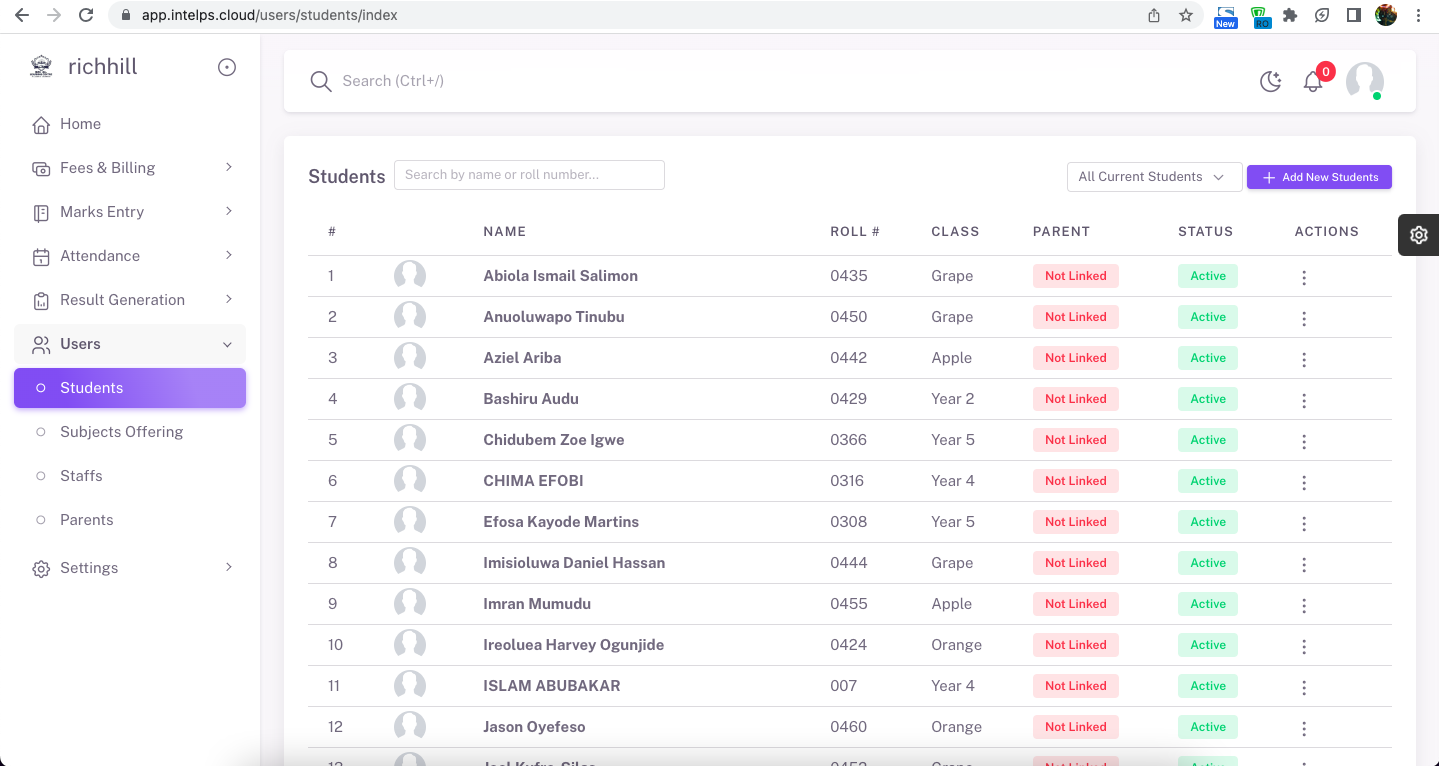 app.intelps.cloud/users/students/index
New
RO
richhill
Search (Ctrl+/)
0
Home
Fees & Billing
Marks Entry
Attendance
Result Generation
Users
Students
Subjects Offering
Staffs
Parents
Settings
Students
Search by name or roll number...
All Current Students
Add New Students
# NAME ROLL # CLASS PARENT STATUS ACTIONS
1 Abiola Ismail Salimon 0435 Grape Not Linked Active
2 Anuoluwapo Tinubu 0450 Grape Not Linked Active
3 Aziel Ariba 0442 Apple Not Linked Active
4 Bashiru Audu 0429 Year 2 Not Linked Active
5 Chidubem Zoe Igwe 0366 Year 5 Not Linked Active
6 CHIMA EFOBI 0316 Year 4 Not Linked Active
7 Efosa Kayode Martins 0308 Year 5 Not Linked Active
8 Imisioluwa Daniel Hassan 0444 Grape Not Linked Active
9 Imran Mumudu 0455 Apple Not Linked Active
10 Ireoluea Harvey Ogunjide 0424 Orange Not Linked Active
11 ISLAM ABUBAKAR 007 Year 4 Not Linked Active
12 Jason Oyefeso 0460 Orange Not Linked Active